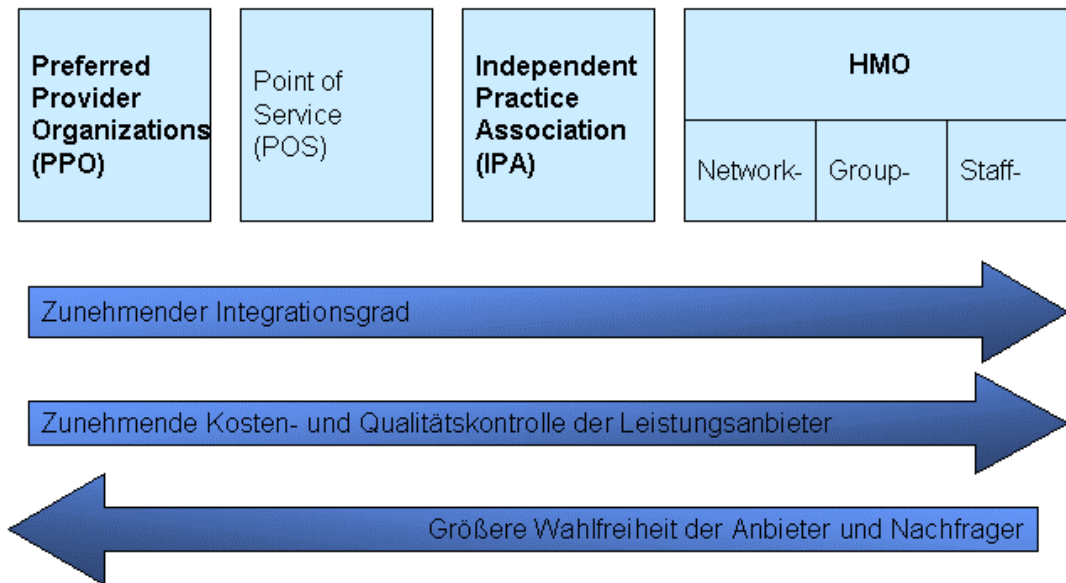 Preferred
Provider
Organizations
(PPO)
Point of
Service
(POS)
Independent
Practice
Association
(IPA)
HMO
Network-
Group-
Staff-
Zunehmender Integrationsgrad
Zunehmende Kosten- und Qualitätskontrolle der Leistungsanbieter
Größere Wahlfreiheit der Anbieter und Nachfrager